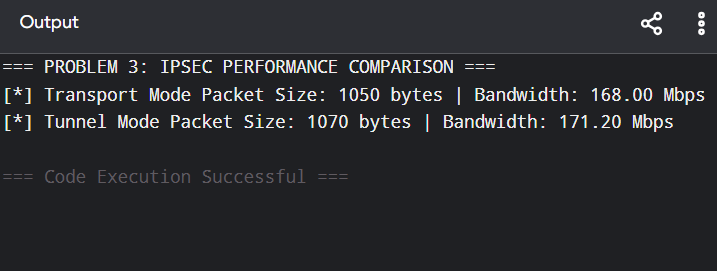 Output
=== PROBLEM 3: IPSEC PERFORMANCE COMPARISON ===
[*] Transport Mode Packet Size: 1050 bytes | Bandwidth: 168.00 Mbps
[*] Tunnel Mode Packet Size: 1070 bytes | Bandwidth: 171.20 Mbps
=== Code Execution Successful ===